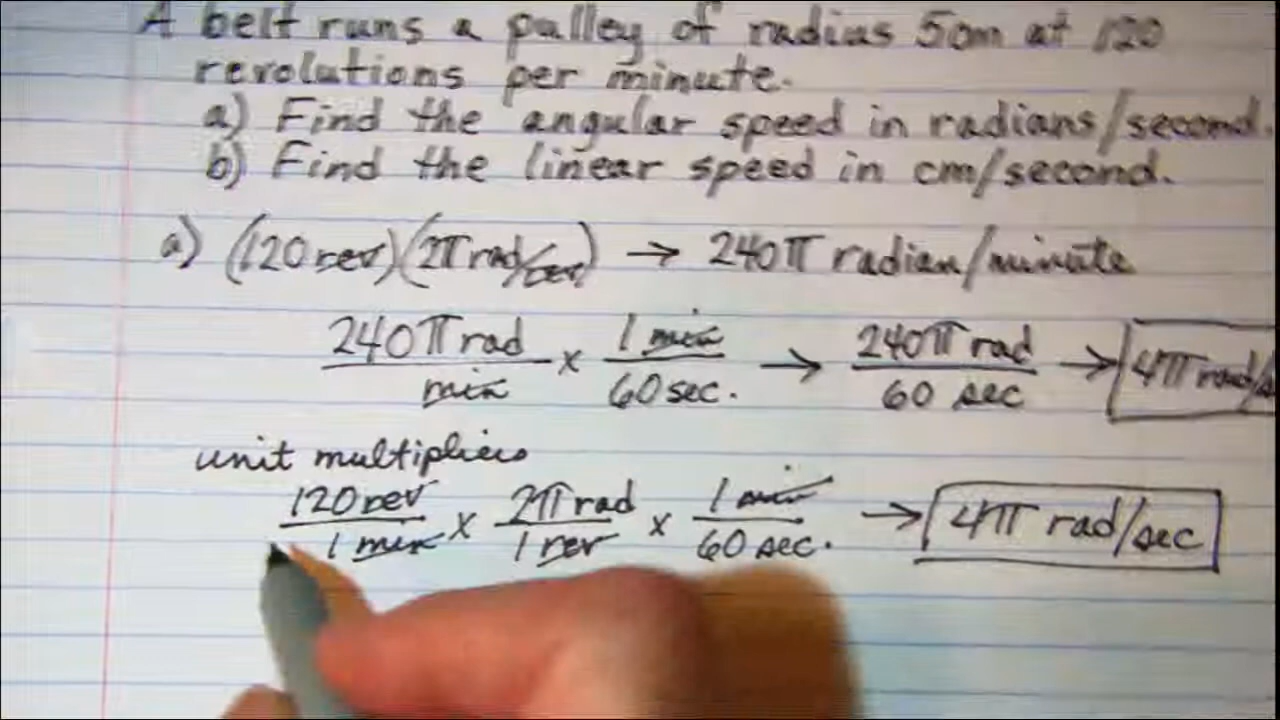 A belt runs a pulley of radius 5cm at 120
revolutions per minute.
a) Find the angular speed in radians/second.
b) Find the linear speed in cm/second.
a) (120 rev)(2π rad/rev) → 240π radian/minute
240π rad / min × 1 min / 60 sec. → 240π rad / 60 sec → 4π rad/s
unit multipliers
120 rev / 1 min × 2π rad / 1 rev × 1 min / 60 sec. → 4π rad/sec